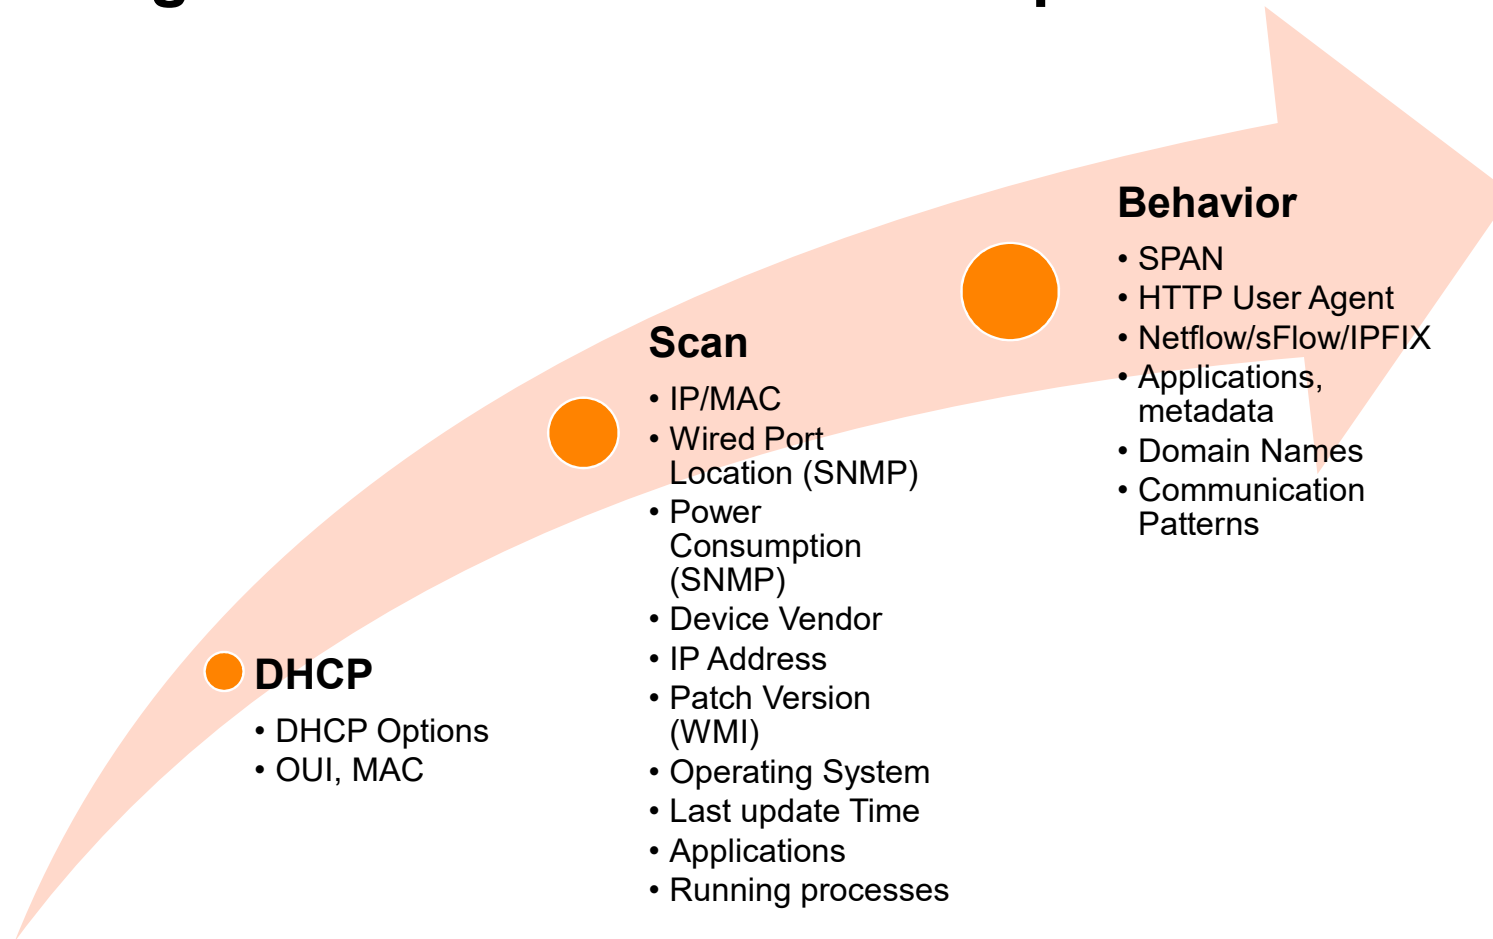 DHCP
• DHCP Options
• OUI, MAC
Scan
• IP/MAC
• Wired Port
Location (SNMP)
• Power
Consumption
(SNMP)
• Device Vendor
• IP Address
• Patch Version
(WMI)
• Operating System
• Last update Time
• Applications
• Running processes
Behavior
• SPAN
• HTTP User Agent
• Netflow/sFlow/IPFIX
• Applications,
metadata
• Domain Names
• Communication
Patterns